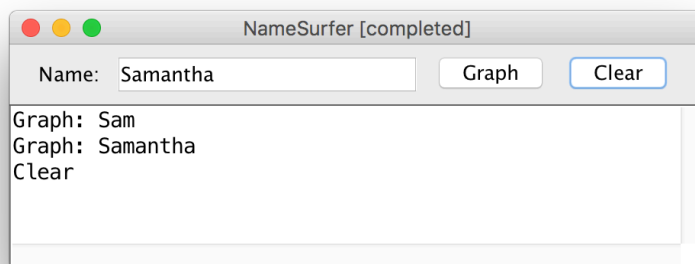 NameSurfer [completed]
Name: Samantha Graph Clear
Graph: Sam
Graph: Samantha
Clear